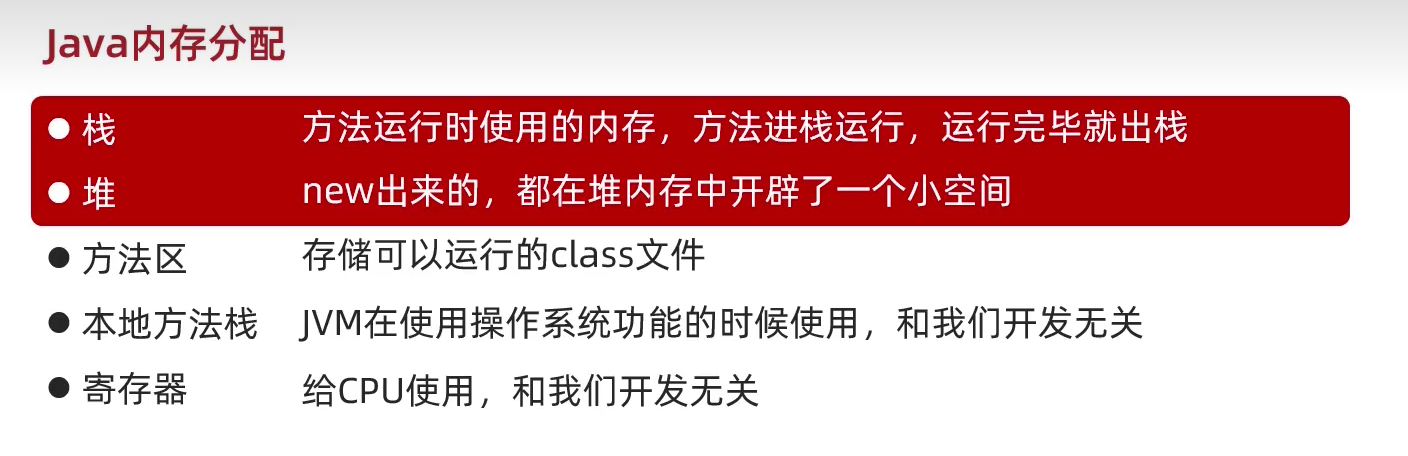 Java内存分配
● 栈 方法运行时使用的内存，方法进栈运行，运行完毕就出栈
● 堆 new出来的，都在堆内存中开辟了一个小空间
● 方法区 存储可以运行的class文件
● 本地方法栈 JVM在使用操作系统功能的时候使用，和我们开发无关
● 寄存器 给CPU使用，和我们开发无关